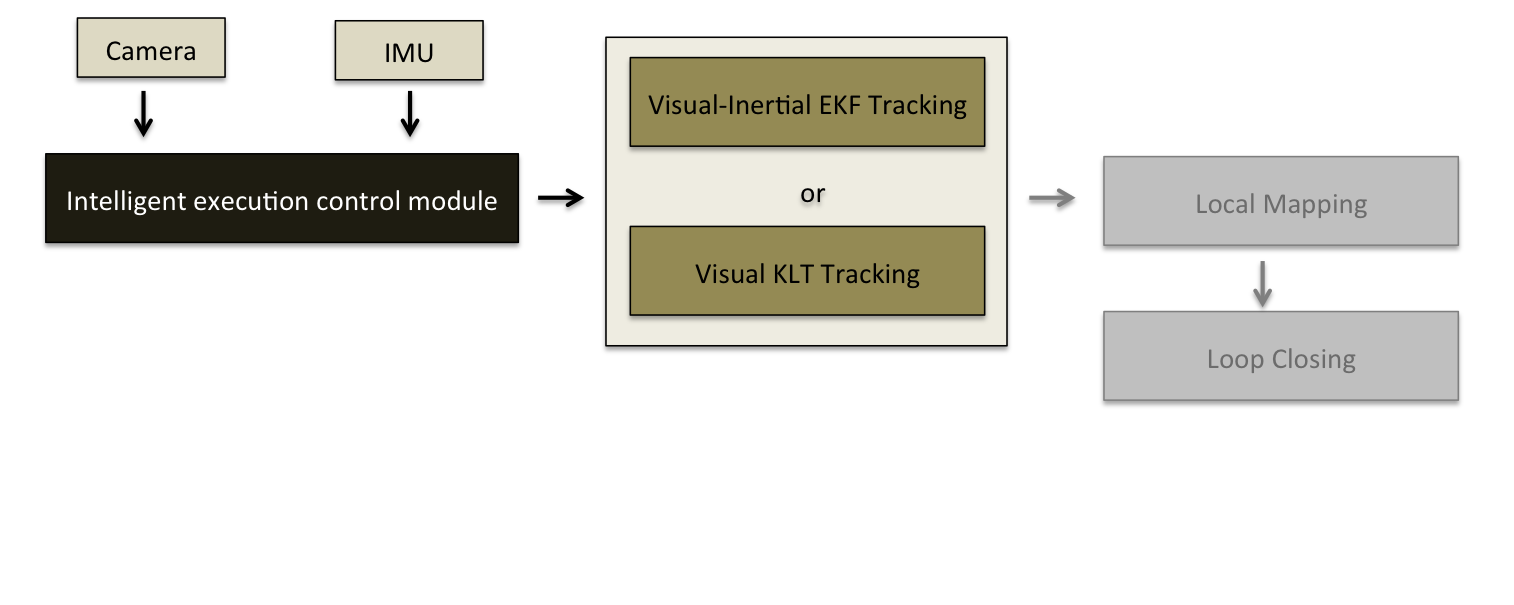 Camera
IMU
Intelligent execution control module
Visual-Inertial EKF Tracking
or
Visual KLT Tracking
Local Mapping
Loop Closing